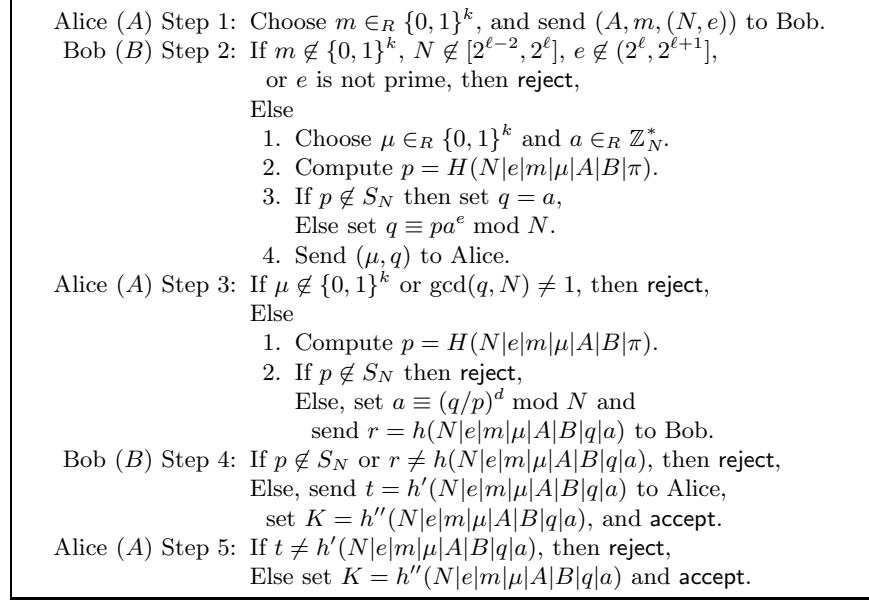 Alice (A) Step 1: Choose m ∈_R {0, 1}^k, and send (A, m, (N, e)) to Bob.
Bob (B) Step 2: If m ∉ {0, 1}^k, N ∉ [2^{ℓ−2}, 2^ℓ], e ∉ (2^ℓ, 2^{ℓ+1}],
or e is not prime, then reject,
Else
1. Choose μ ∈_R {0, 1}^k and a ∈_R ℤ*_N.
2. Compute p = H(N|e|m|μ|A|B|π).
3. If p ∉ S_N then set q = a,
Else set q ≡ pa^e mod N.
4. Send (μ, q) to Alice.
Alice (A) Step 3: If μ ∉ {0, 1}^k or gcd(q, N) ≠ 1, then reject,
Else
1. Compute p = H(N|e|m|μ|A|B|π).
2. If p ∉ S_N then reject,
Else, set a ≡ (q/p)^d mod N and
send r = h(N|e|m|μ|A|B|q|a) to Bob.
Bob (B) Step 4: If p ∉ S_N or r ≠ h(N|e|m|μ|A|B|q|a), then reject,
Else, send t = h′(N|e|m|μ|A|B|q|a) to Alice,
set K = h″(N|e|m|μ|A|B|q|a), and accept.
Alice (A) Step 5: If t ≠ h′(N|e|m|μ|A|B|q|a), then reject,
Else set K = h″(N|e|m|μ|A|B|q|a) and accept.